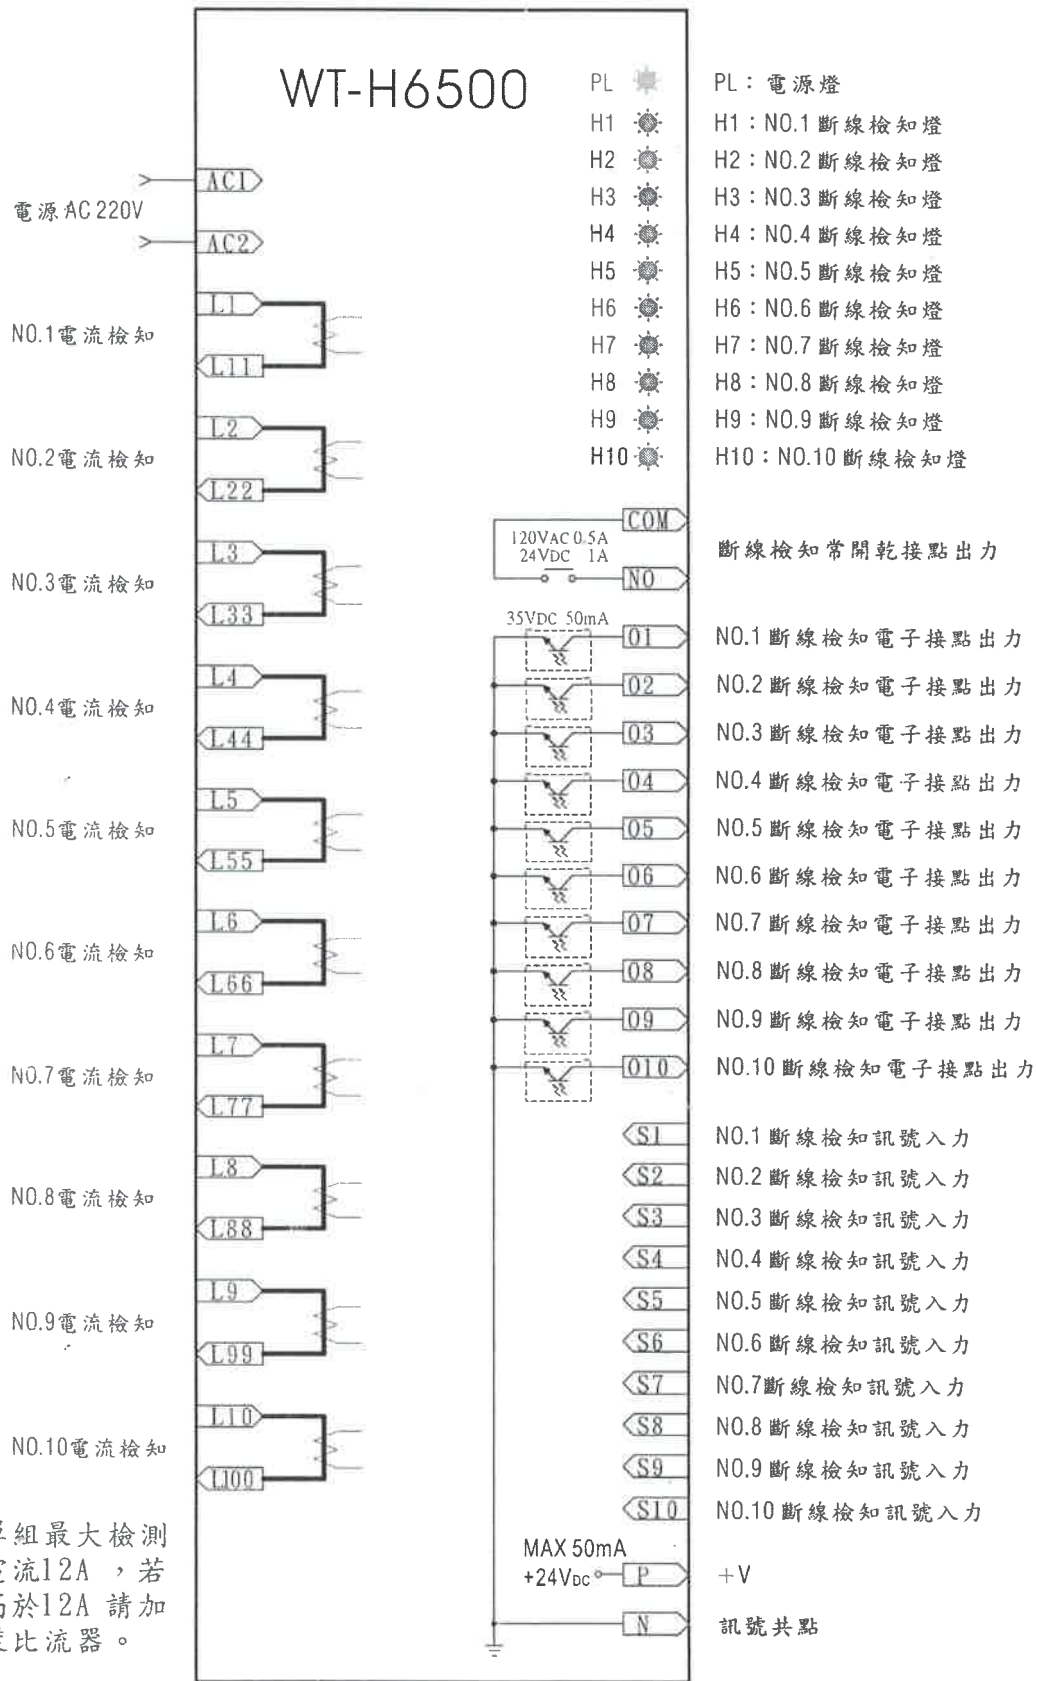 WT-H6500
PL
H1
H2
H3
H4
H5
H6
H7
H8
H9
H10
PL：電源燈
H1：NO.1斷線檢知燈
H2：NO.2斷線檢知燈
H3：NO.3斷線檢知燈
H4：NO.4斷線檢知燈
H5：NO.5斷線檢知燈
H6：NO.6斷線檢知燈
H7：NO.7斷線檢知燈
H8：NO.8斷線檢知燈
H9：NO.9斷線檢知燈
H10：NO.10斷線檢知燈
電源AC220V
AC1
AC2
NO.1電流檢知
L1
L11
NO.2電流檢知
L2
L22
NO.3電流檢知
L3
L33
NO.4電流檢知
L4
L44
NO.5電流檢知
L5
L55
NO.6電流檢知
L6
L66
NO.7電流檢知
L7
L77
NO.8電流檢知
L8
L88
NO.9電流檢知
L9
L99
NO.10電流檢知
L10
L100
組最大檢測
流12A ，若
於12A 請加
比流器。
120VAC 0.5A
24VDC 1A
COM
NO
斷線檢知常開乾接點出力
35VDC 50mA
O1 NO.1斷線檢知電子接點出力
O2 NO.2斷線檢知電子接點出力
O3 NO.3斷線檢知電子接點出力
O4 NO.4斷線檢知電子接點出力
O5 NO.5斷線檢知電子接點出力
O6 NO.6斷線檢知電子接點出力
O7 NO.7斷線檢知電子接點出力
O8 NO.8斷線檢知電子接點出力
O9 NO.9斷線檢知電子接點出力
O10 NO.10斷線檢知電子接點出力
S1 NO.1斷線檢知訊號入力
S2 NO.2斷線檢知訊號入力
S3 NO.3斷線檢知訊號入力
S4 NO.4斷線檢知訊號入力
S5 NO.5斷線檢知訊號入力
S6 NO.6斷線檢知訊號入力
S7 NO.7斷線檢知訊號入力
S8 NO.8斷線檢知訊號入力
S9 NO.9斷線檢知訊號入力
S10 NO.10斷線檢知訊號入力
MAX 50mA
+24VDC P +V
N 訊號共點